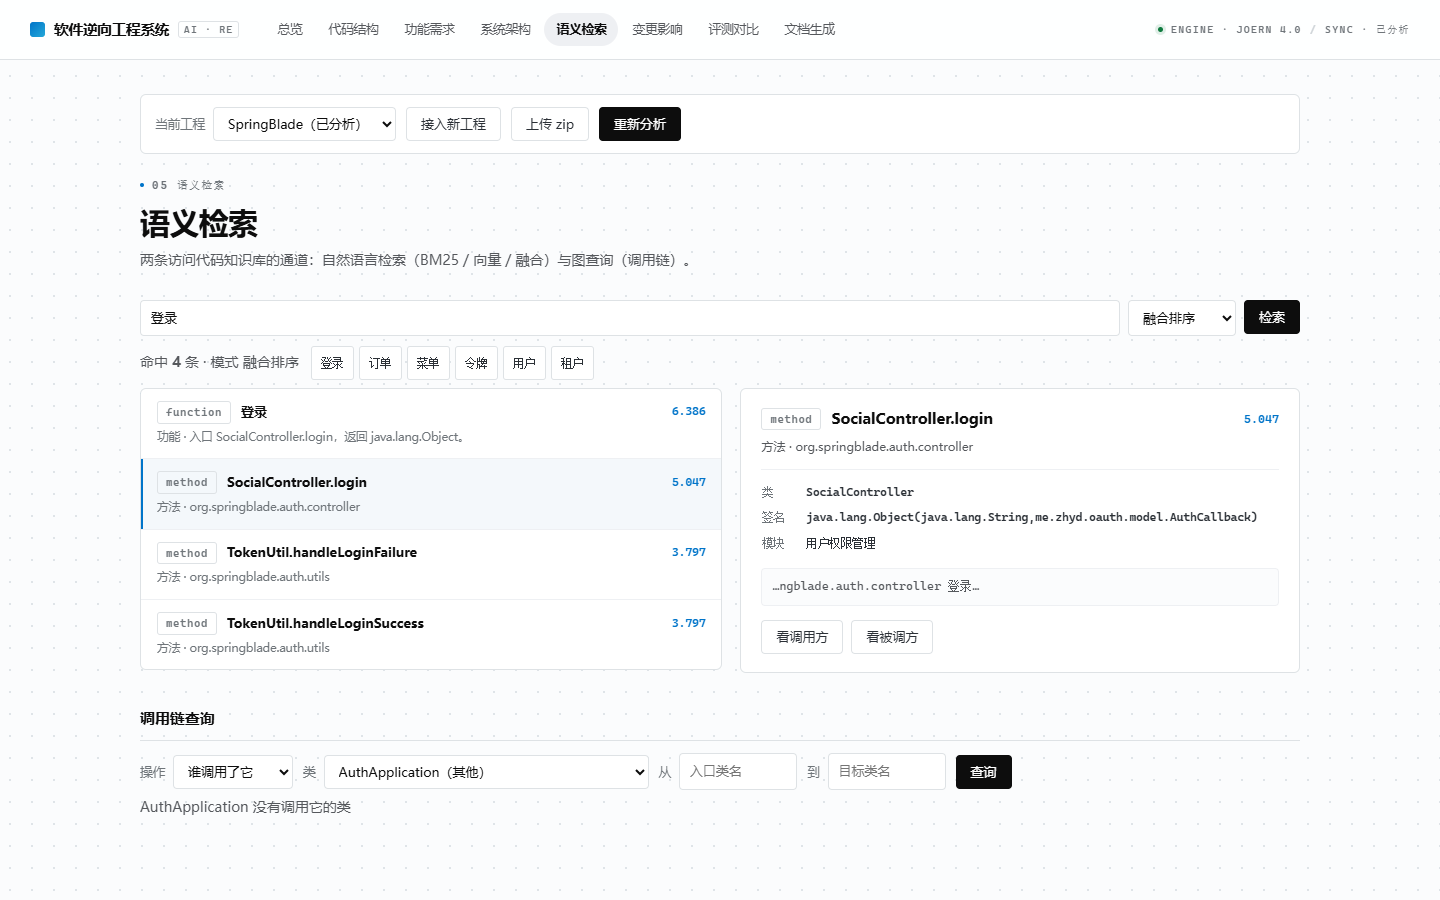 软件逆向工程系统 AI · RE 总览 代码结构 功能需求 系统架构 语义检索 变更影响 评测对比 文档生成 ENGINE · JOERN 4.0 / SYNC · 已分析
当前工程 SpringBlade（已分析） 接入新工程 上传 zip 重新分析
05 语义检索
语义检索
两条访问代码知识库的通道：自然语言检索（BM25 / 向量 / 融合）与图查询（调用链）。
登录 融合排序 检索
命中 4 条 · 模式 融合排序 登录 订单 菜单 令牌 用户 租户
function 登录 6.386
功能 · 入口 SocialController.login，返回 java.lang.Object。
method SocialController.login 5.047
方法 · org.springblade.auth.controller
method TokenUtil.handleLoginFailure 3.797
方法 · org.springblade.auth.utils
method TokenUtil.handleLoginSuccess 3.797
方法 · org.springblade.auth.utils
method SocialController.login 5.047
方法 · org.springblade.auth.controller
类 SocialController
签名 java.lang.Object(java.lang.String,me.zhyd.oauth.model.AuthCallback)
模块 用户权限管理
…ngblade.auth.controller 登录…
看调用方 看被调方
调用链查询
操作 谁调用了它 类 AuthApplication（其他） 从 入口类名 到 目标类名 查询
AuthApplication 没有调用它的类